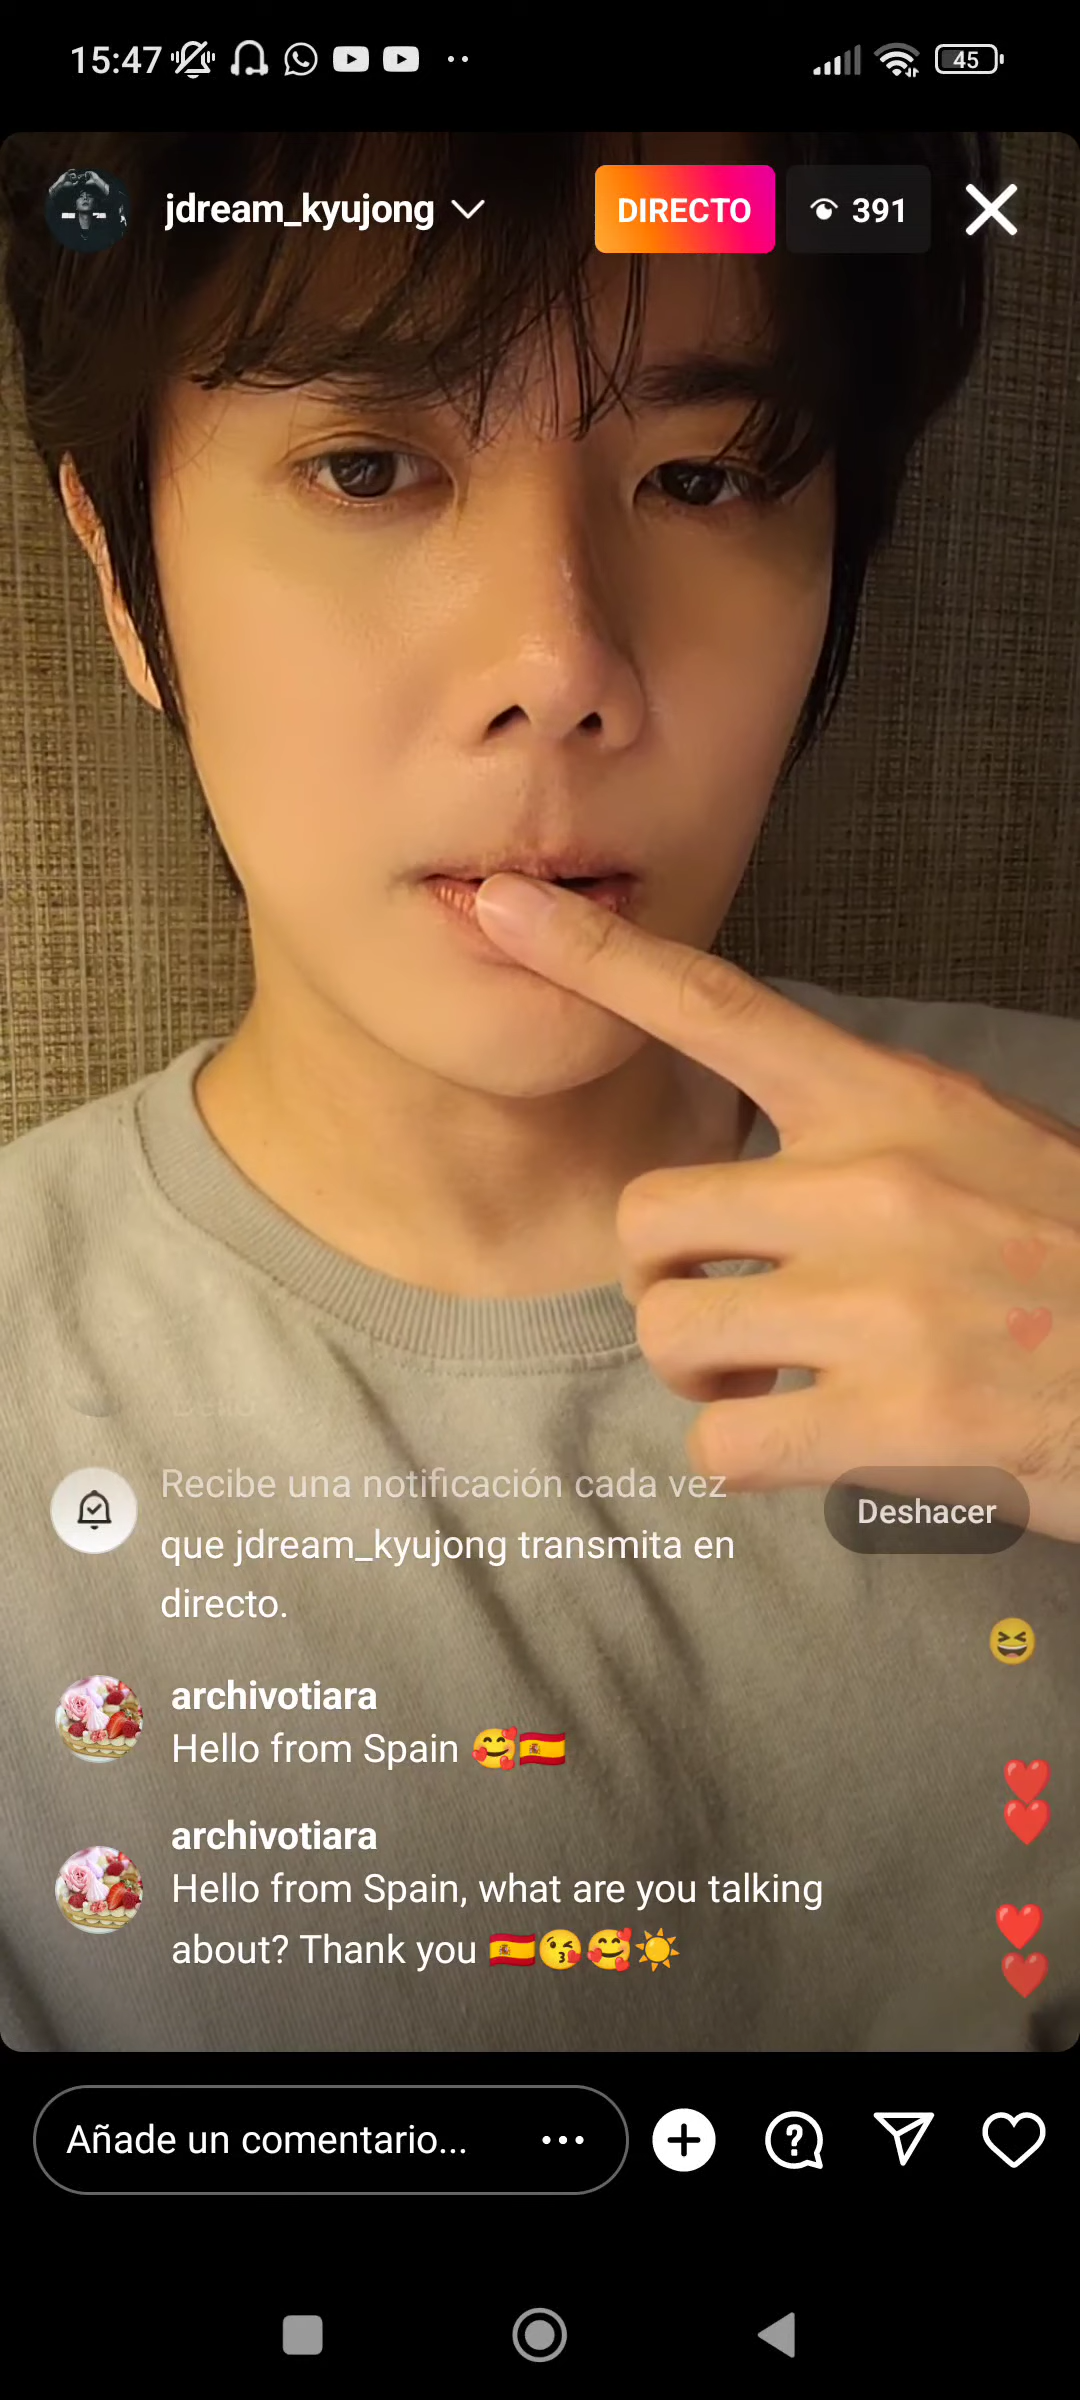 15:47
45
jdream_kyujong
DIRECTO
391
Recibe una notificación cada vez
que jdream_kyujong transmita en
directo.
Deshacer
archivotiara
Hello from Spain 🥰🇪🇸
archivotiara
Hello from Spain, what are you talking
about? Thank you 🇪🇸😘🥰☀️
Añade un comentario...